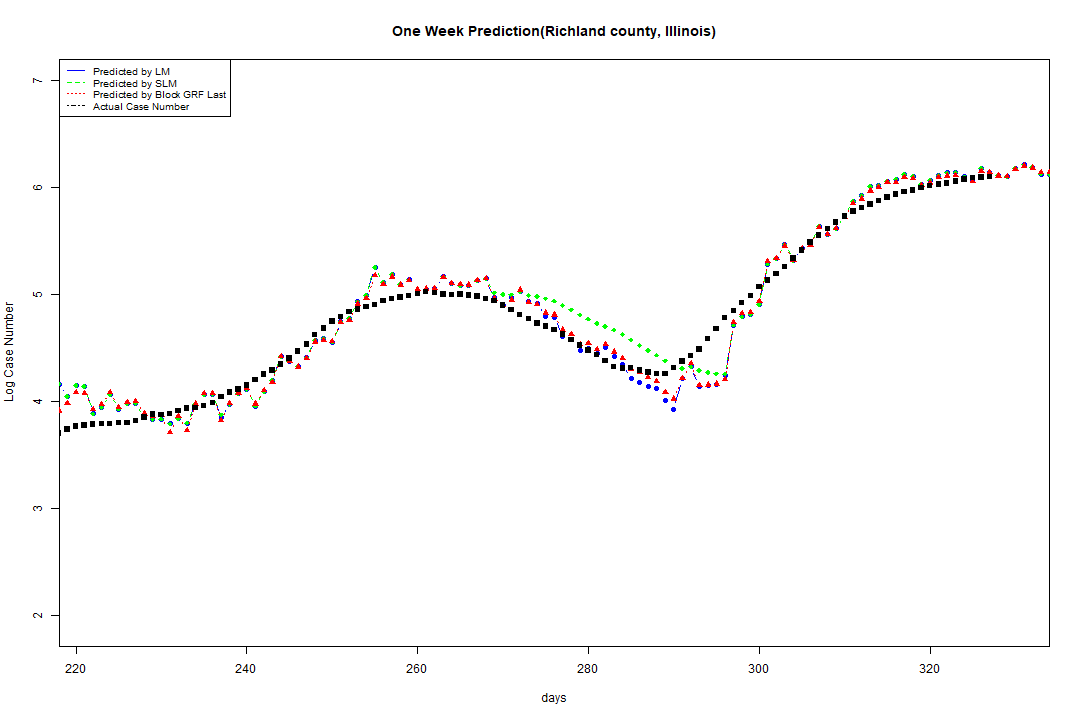 One Week Prediction(Richland county, Illinois)
Predicted by LM
Predicted by SLM
Predicted by Block GRF Last
Actual Case Number
7
6
5
4
3
2
Log Case Number
220 240 260 280 300 320
days